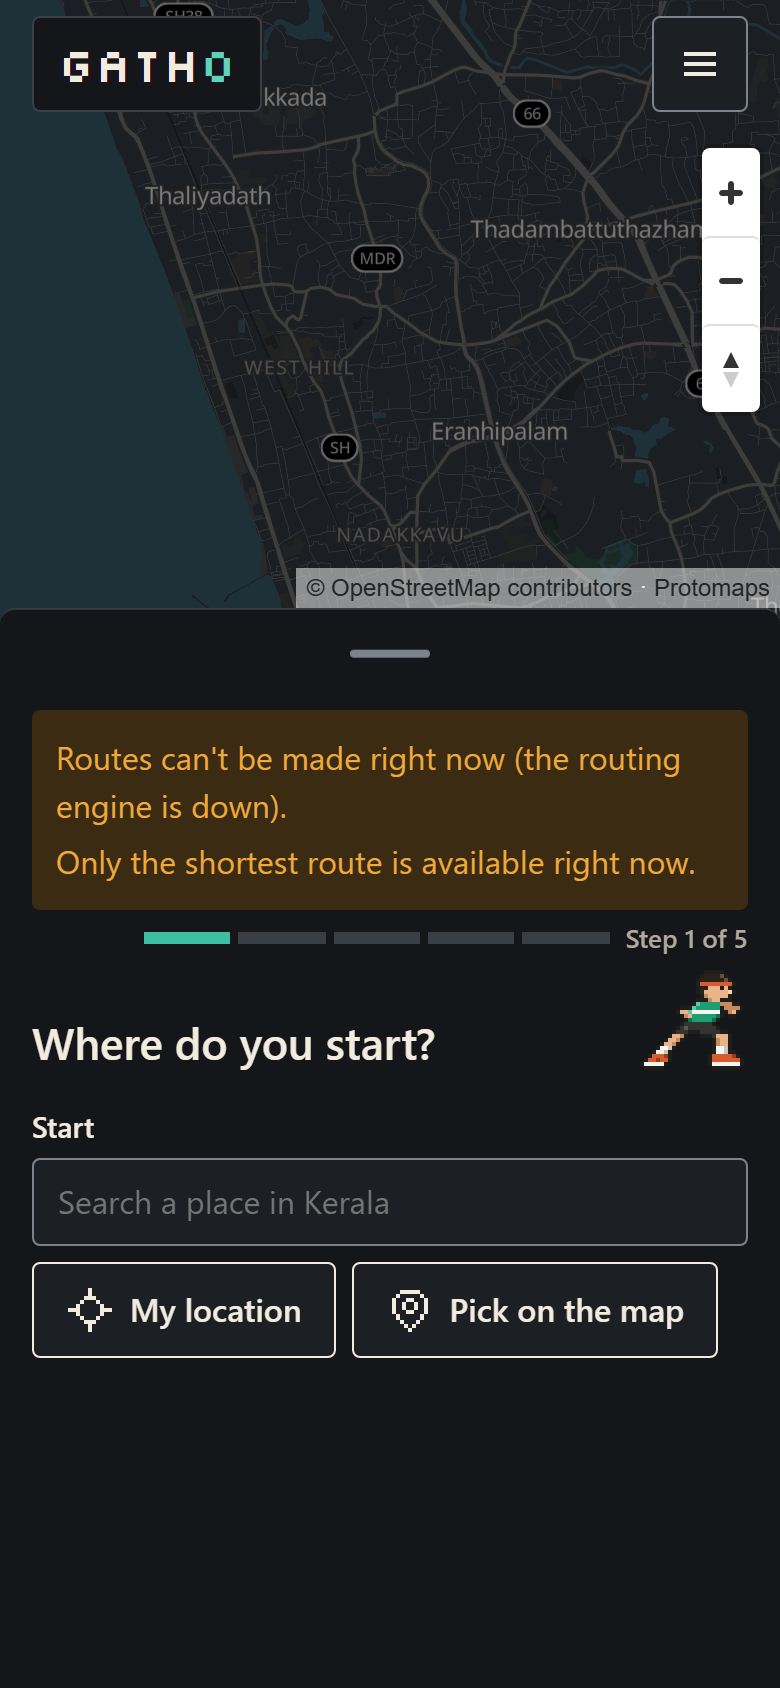 GATHO
kkada
66
Thaliyadath
Thadambattuthazham
MDR
WEST HILL
Eranhipalam
SH
NADAKKAVU
© OpenStreetMap contributors · Protomaps
Routes can't be made right now (the routing
engine is down).
Only the shortest route is available right now.
Step 1 of 5
Where do you start?
Start
Search a place in Kerala
My location
Pick on the map